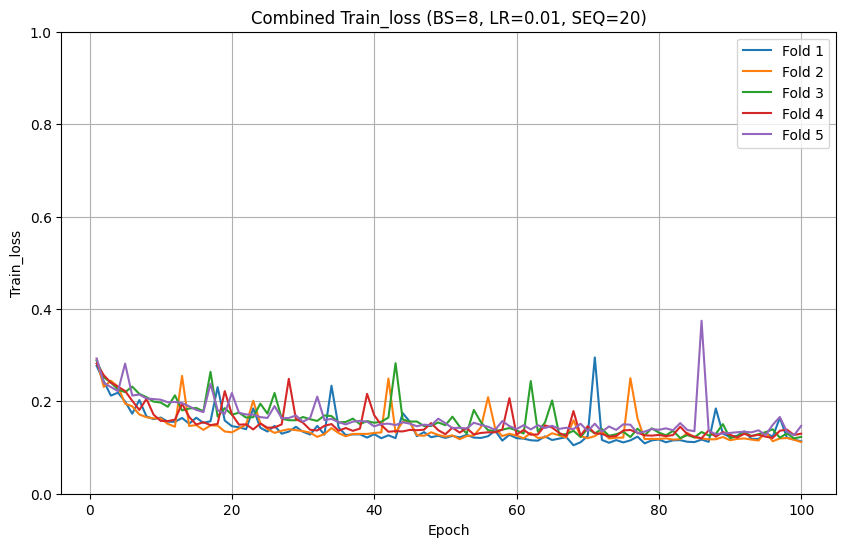 Combined Train_loss (BS=8, LR=0.01, SEQ=20)
Train_loss
1.0
0.8
0.6
0.4
0.2
0.0
Fold 1
Fold 2
Fold 3
Fold 4
Fold 5
0 20 40 60 80 100
Epoch